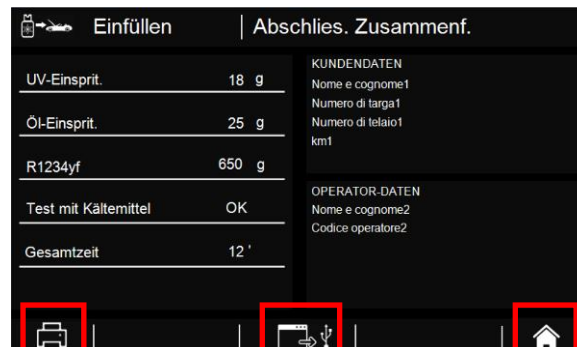 Einfüllen
Abschlies. Zusammenf.
UV-Einsprit. 18 g
Öl-Einsprit. 25 g
R1234yf 650 g
Test mit Kältemittel OK
Gesamtzeit 12 '
KUNDENDATEN
Nome e cognome1
Numero di targa1
Numero di telaio1
km1
OPERATOR-DATEN
Nome e cognome2
Codice operatore2